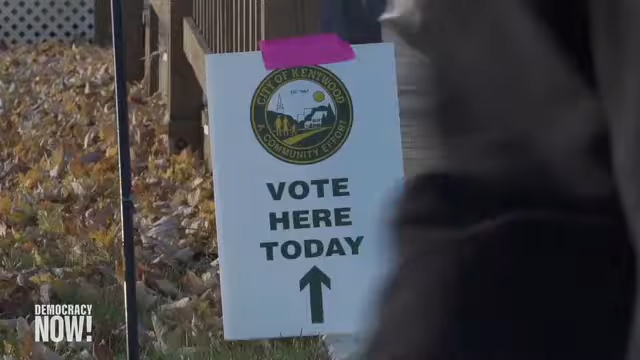 CITY OF KENTWOOD
A COMMUNITY EFFORT
VOTE
HERE
TODAY
DEMOCRACY
NOW!